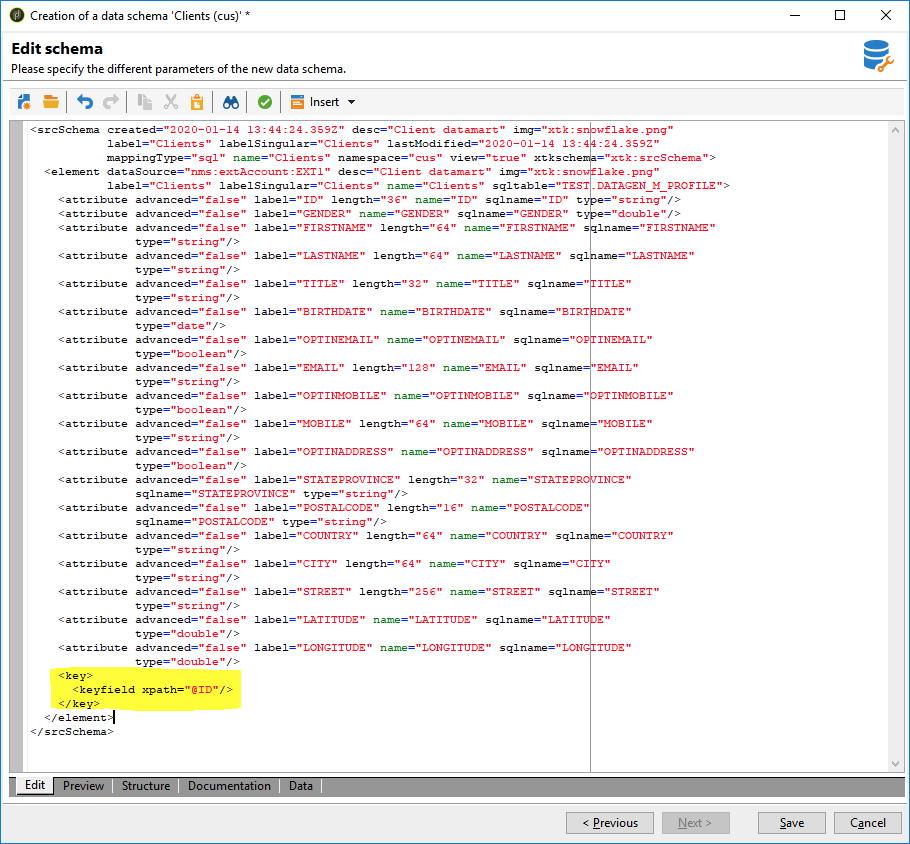 Creation of a data schema 'Clients (cus)' *
Edit schema
Please specify the different parameters of the new data schema.
Insert
<srcSchema created="2020-01-14 13:44:24.359Z" desc="Client datamart" img="xtk:snowflake.png"
label="Clients" labelSingular="Clients" lastModified="2020-01-14 13:44:24.359Z"
mappingType="sql" name="Clients" namespace="cus" view="true" xtkschema="xtk:srcSchema">
<element dataSource="nms:extAccount:EXT1" desc="Client datamart" img="xtk:snowflake.png"
label="Clients" labelSingular="Clients" name="Clients" sqltable="TEST.DATAGEN_M_PROFILE">
<attribute advanced="false" label="ID" length="36" name="ID" sqlname="ID" type="string"/>
<attribute advanced="false" label="GENDER" name="GENDER" sqlname="GENDER" type="double"/>
<attribute advanced="false" label="FIRSTNAME" length="64" name="FIRSTNAME" sqlname="FIRSTNAME"
type="string"/>
<attribute advanced="false" label="LASTNAME" length="64" name="LASTNAME" sqlname="LASTNAME"
type="string"/>
<attribute advanced="false" label="TITLE" length="32" name="TITLE" sqlname="TITLE"
type="string"/>
<attribute advanced="false" label="BIRTHDATE" name="BIRTHDATE" sqlname="BIRTHDATE"
type="date"/>
<attribute advanced="false" label="OPTINEMAIL" name="OPTINEMAIL" sqlname="OPTINEMAIL"
type="boolean"/>
<attribute advanced="false" label="EMAIL" length="128" name="EMAIL" sqlname="EMAIL"
type="string"/>
<attribute advanced="false" label="OPTINMOBILE" name="OPTINMOBILE" sqlname="OPTINMOBILE"
type="boolean"/>
<attribute advanced="false" label="MOBILE" length="64" name="MOBILE" sqlname="MOBILE"
type="string"/>
<attribute advanced="false" label="OPTINADDRESS" name="OPTINADDRESS" sqlname="OPTINADDRESS"
type="boolean"/>
<attribute advanced="false" label="STATEPROVINCE" length="32" name="STATEPROVINCE"
sqlname="STATEPROVINCE" type="string"/>
<attribute advanced="false" label="POSTALCODE" length="16" name="POSTALCODE"
sqlname="POSTALCODE" type="string"/>
<attribute advanced="false" label="COUNTRY" length="64" name="COUNTRY" sqlname="COUNTRY"
type="string"/>
<attribute advanced="false" label="CITY" length="64" name="CITY" sqlname="CITY"
type="string"/>
<attribute advanced="false" label="STREET" length="256" name="STREET" sqlname="STREET"
type="string"/>
<attribute advanced="false" label="LATITUDE" name="LATITUDE" sqlname="LATITUDE"
type="double"/>
<attribute advanced="false" label="LONGITUDE" name="LONGITUDE" sqlname="LONGITUDE"
type="double"/>
<key>
<keyfield xpath="@ID"/>
</key>
</element>
</srcSchema>
Edit Preview Structure Documentation Data
< Previous Next > Save Cancel